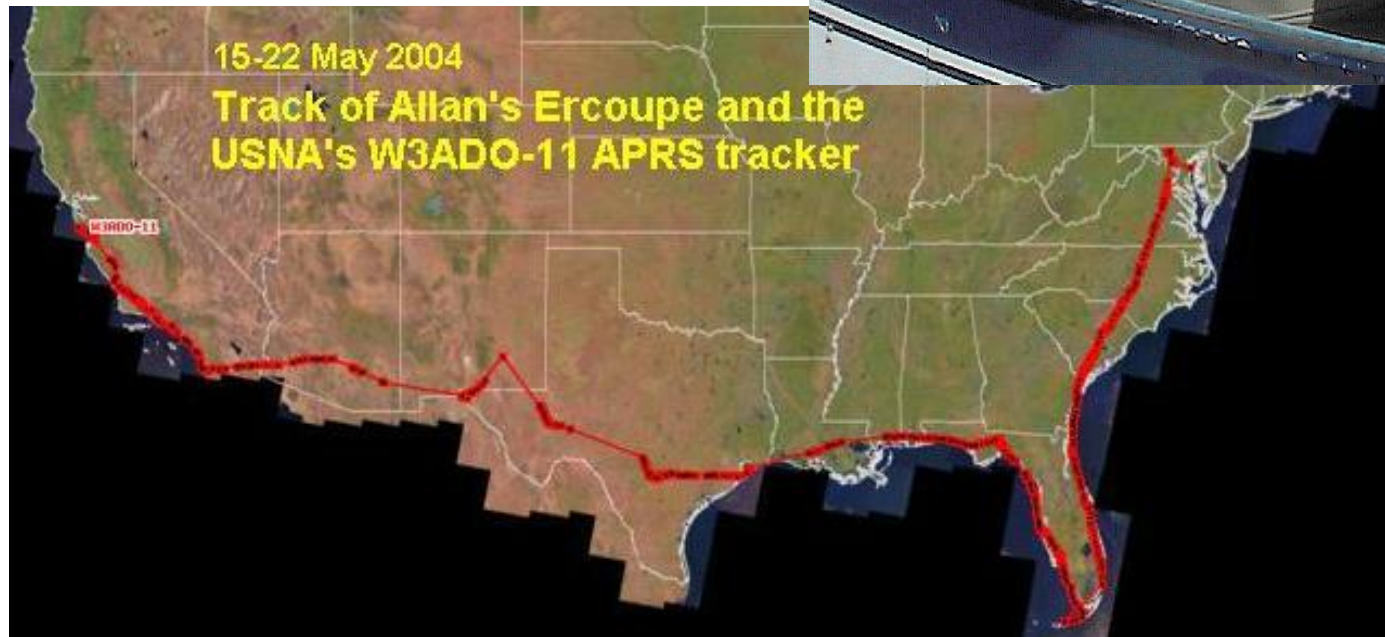 15-22 May 2004
Track of Allan's Ercoupe and the
USNA's W3ADO-11 APRS tracker
W3ADO-11